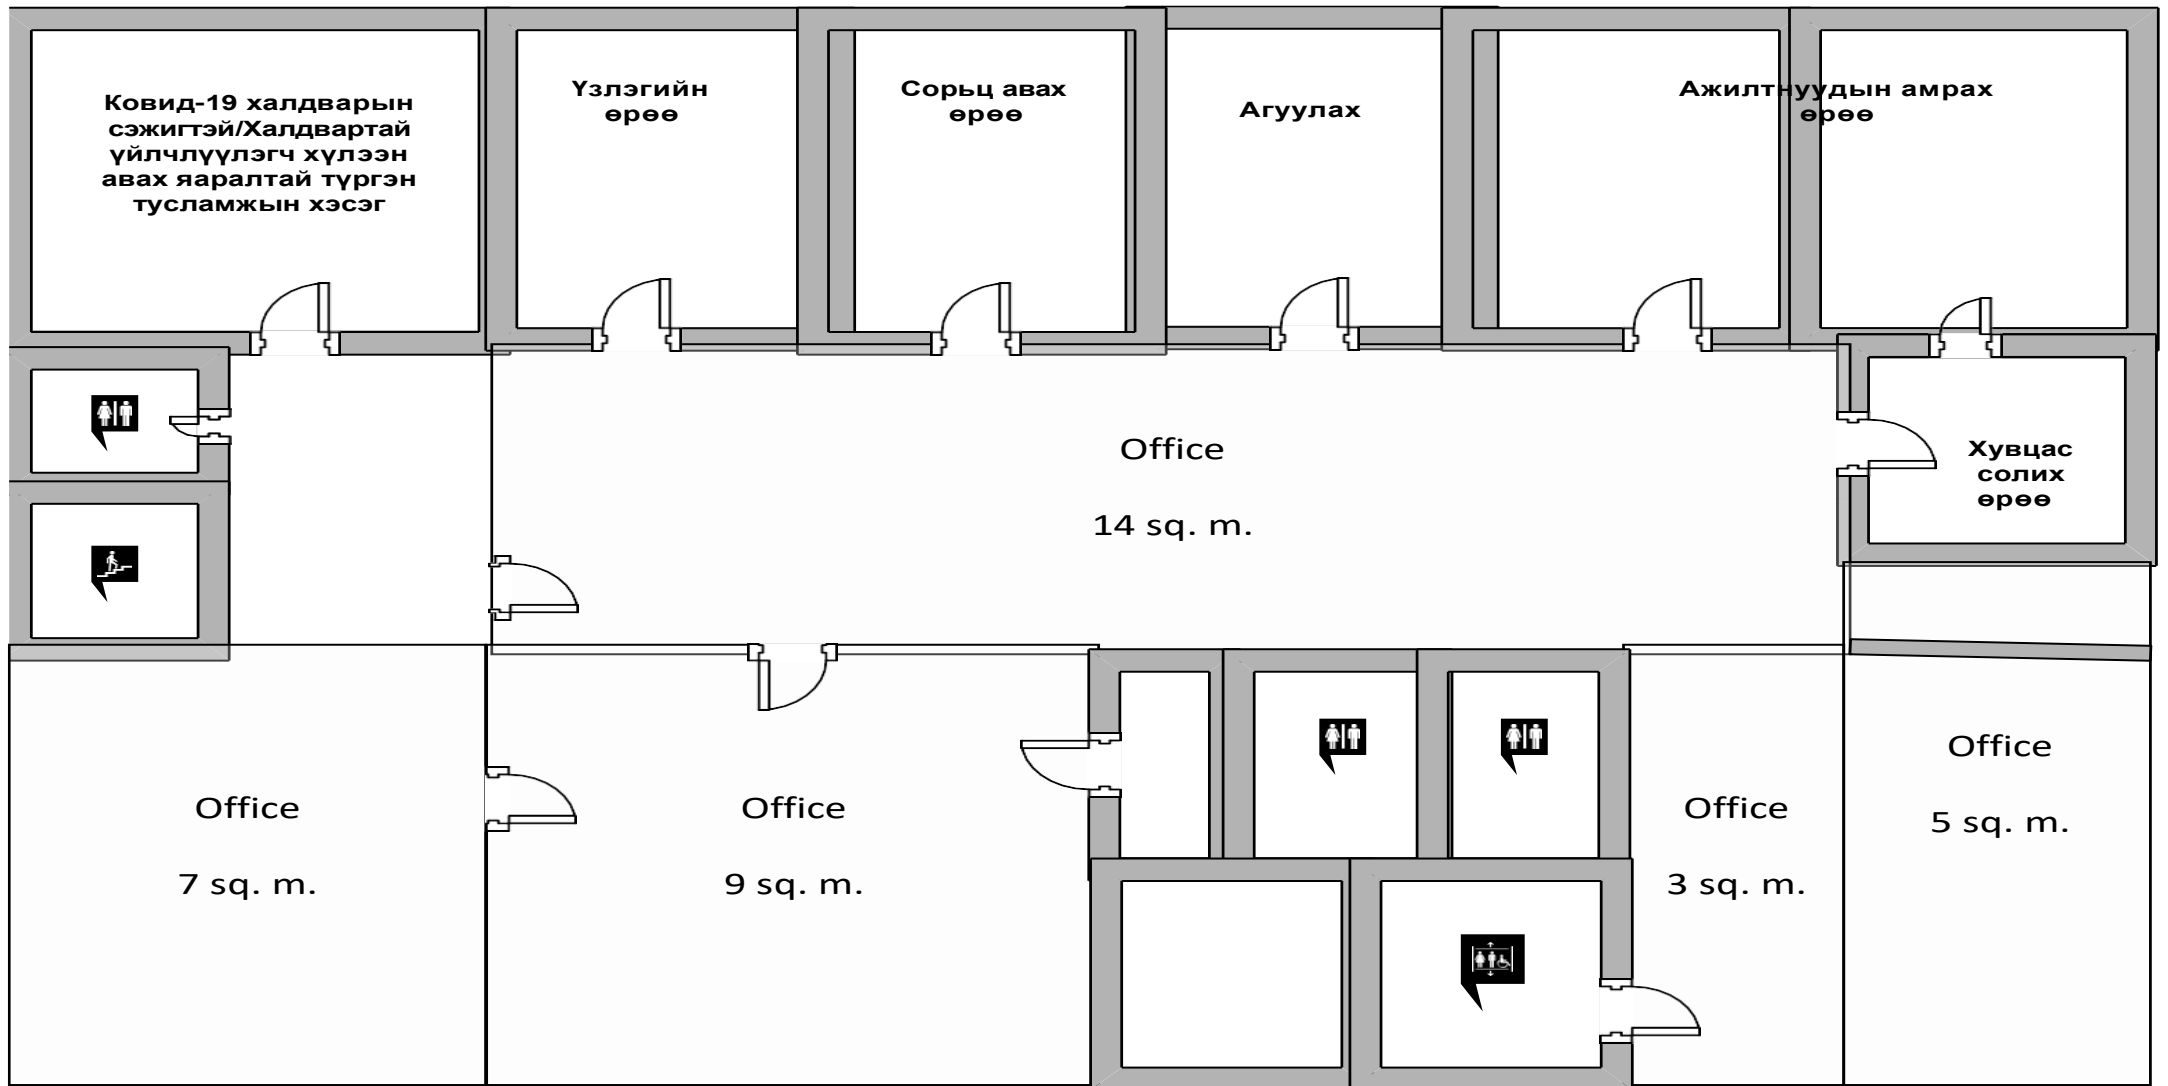 Ковид-19 халдварын
сэжигтэй/Халдвартай
үйлчлүүлэгч хүлээн
авах яаралтай түргэн
тусламжын хэсэг
Үзлэгийн
өрөө
Сорьц авах
өрөө
Агуулах
Ажилтнуудын амрах
өрөө
Office
14 sq. m.
Хувцас
солих
өрөө
Office
7 sq. m.
Office
9 sq. m.
Office
3 sq. m.
Office
5 sq. m.